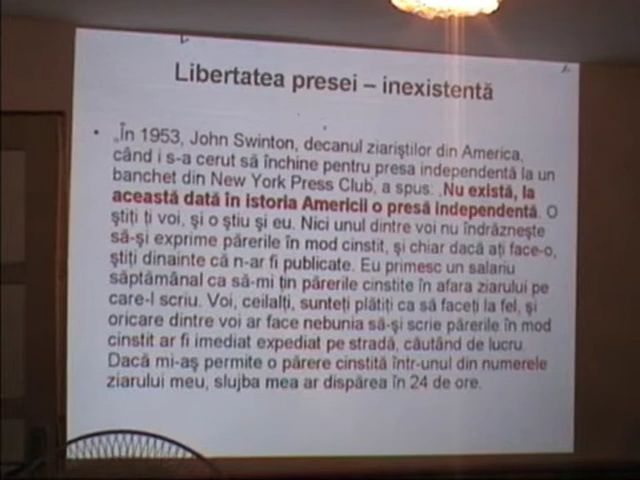 Libertatea presei – inexistentă
• „În 1953, John Swinton, decanul ziariştilor din America,
când i s-a cerut să închine pentru presa independentă la un
banchet din New York Press Club, a spus: „Nu există, la
această dată în istoria Americii o presă independentă. O
ştiţi ţi voi, şi o ştiu şi eu. Nici unul dintre voi nu îndrăzneşte
să-şi exprime părerile în mod cinstit, şi chiar dacă aţi face-o,
ştiţi dinainte că n-ar fi publicate. Eu primesc un salariu
săptămânal ca să-mi ţin părerile cinstite în afara ziarului pe
care-l scriu. Voi, ceilalţi, sunteţi plătiţi ca să faceţi la fel, şi
oricare dintre voi ar face nebunia să-şi scrie părerile în mod
cinstit ar fi imediat expediat pe stradă, căutând de lucru.
Dacă mi-aş permite o părere cinstită într-unul din numerele
ziarului meu, slujba mea ar dispărea în 24 de ore.